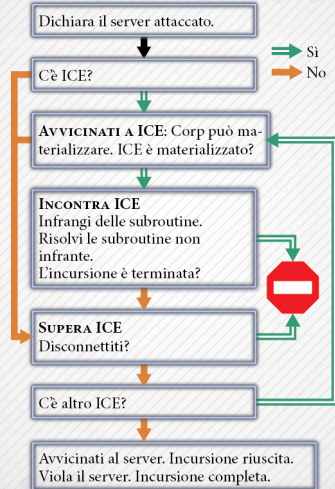 Dichiara il server attaccato.
Sì
No
C'è ICE?
AVVICINATI A ICE: Corp può ma-
terializzare. ICE è materializzato?
INCONTRA ICE
Infrangi delle subroutine.
Risolvi le subroutine non
infrante.
L'incursione è terminata?
SUPERA ICE
Disconnettiti?
C'è altro ICE?
Avvicinati al server. Incursione riuscita.
Viola il server. Incursione completa.